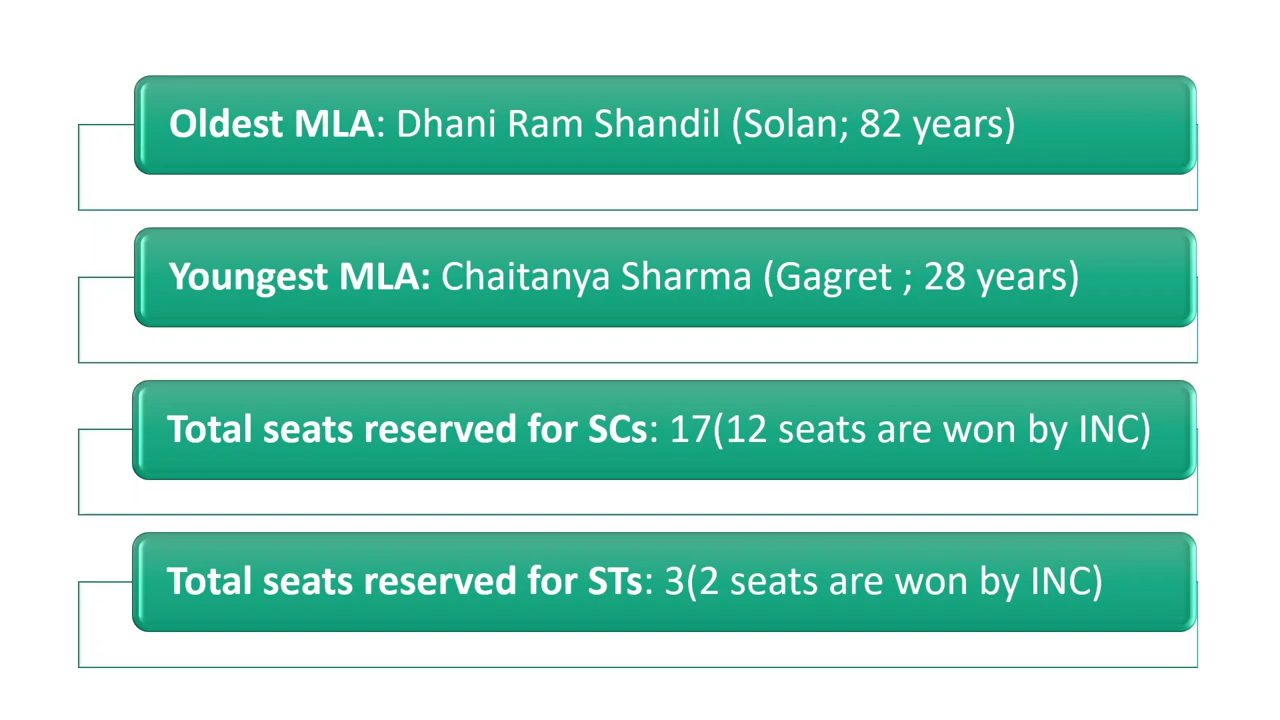 Oldest MLA: Dhani Ram Shandil (Solan; 82 years)
Youngest MLA: Chaitanya Sharma (Gagret ; 28 years)
Total seats reserved for SCs: 17(12 seats are won by INC)
Total seats reserved for STs: 3(2 seats are won by INC)